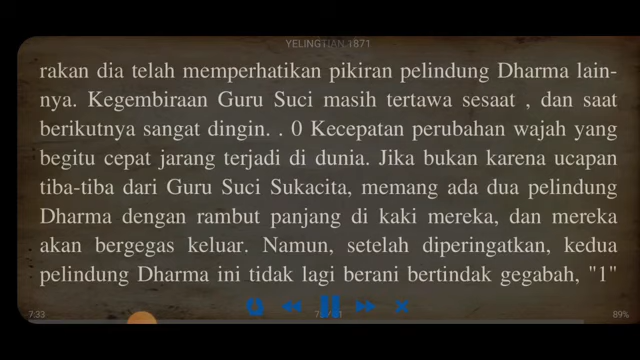 YELINGTIAN.1871
rakan dia telah memperhatikan pikiran pelindung Dharma lain-
nya. Kegembiraan Guru Suci masih tertawa sesaat , dan saat
berikutnya sangat dingin. . 0 Kecepatan perubahan wajah yang
begitu cepat jarang terjadi di dunia. Jika bukan karena ucapan
tiba-tiba dari Guru Suci Sukacita, memang ada dua pelindung
Dharma dengan rambut panjang di kaki mereka, dan mereka
akan bergegas keluar. Namun, setelah diperingatkan, kedua
pelindung Dharma ini tidak lagi berani bertindak gegabah, "1"
7:33
89%